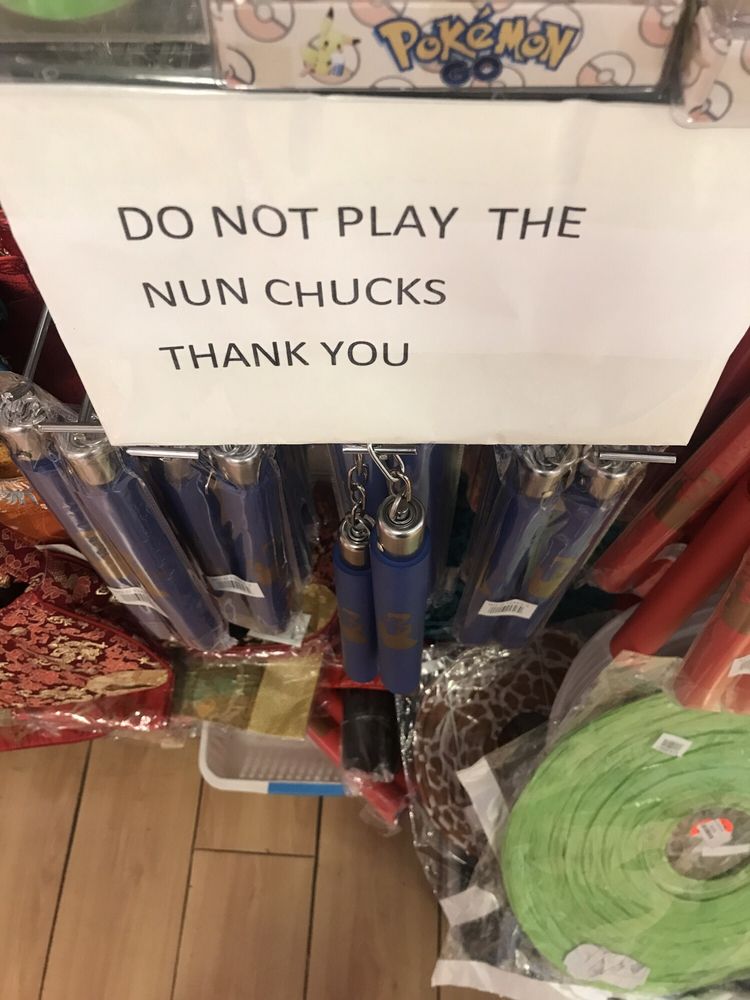 POKéMON
GO
DO NOT PLAY THE
NUN CHUCKS
THANK YOU